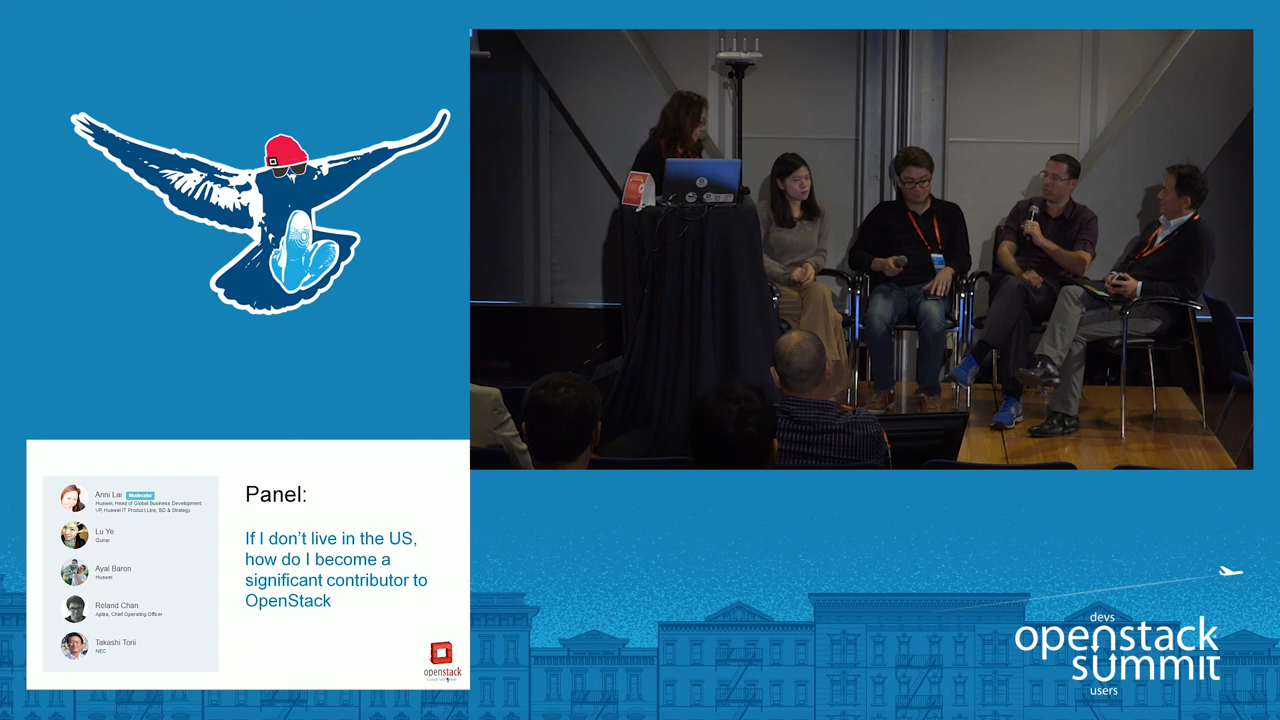 Anni Lai Moderator
Huawei, Head of Global Business Development
VP, Huawei IT Product Line, BD & Strategy
Lu Ye
Qunar
Ayal Baron
Huawei
Roland Chan
Aptira, Chief Operating Officer
Takashi Torii
NEC
Panel:
If I don't live in the US,
how do I become a
significant contributor to
OpenStack
openstack
devs
openstack
summit
users